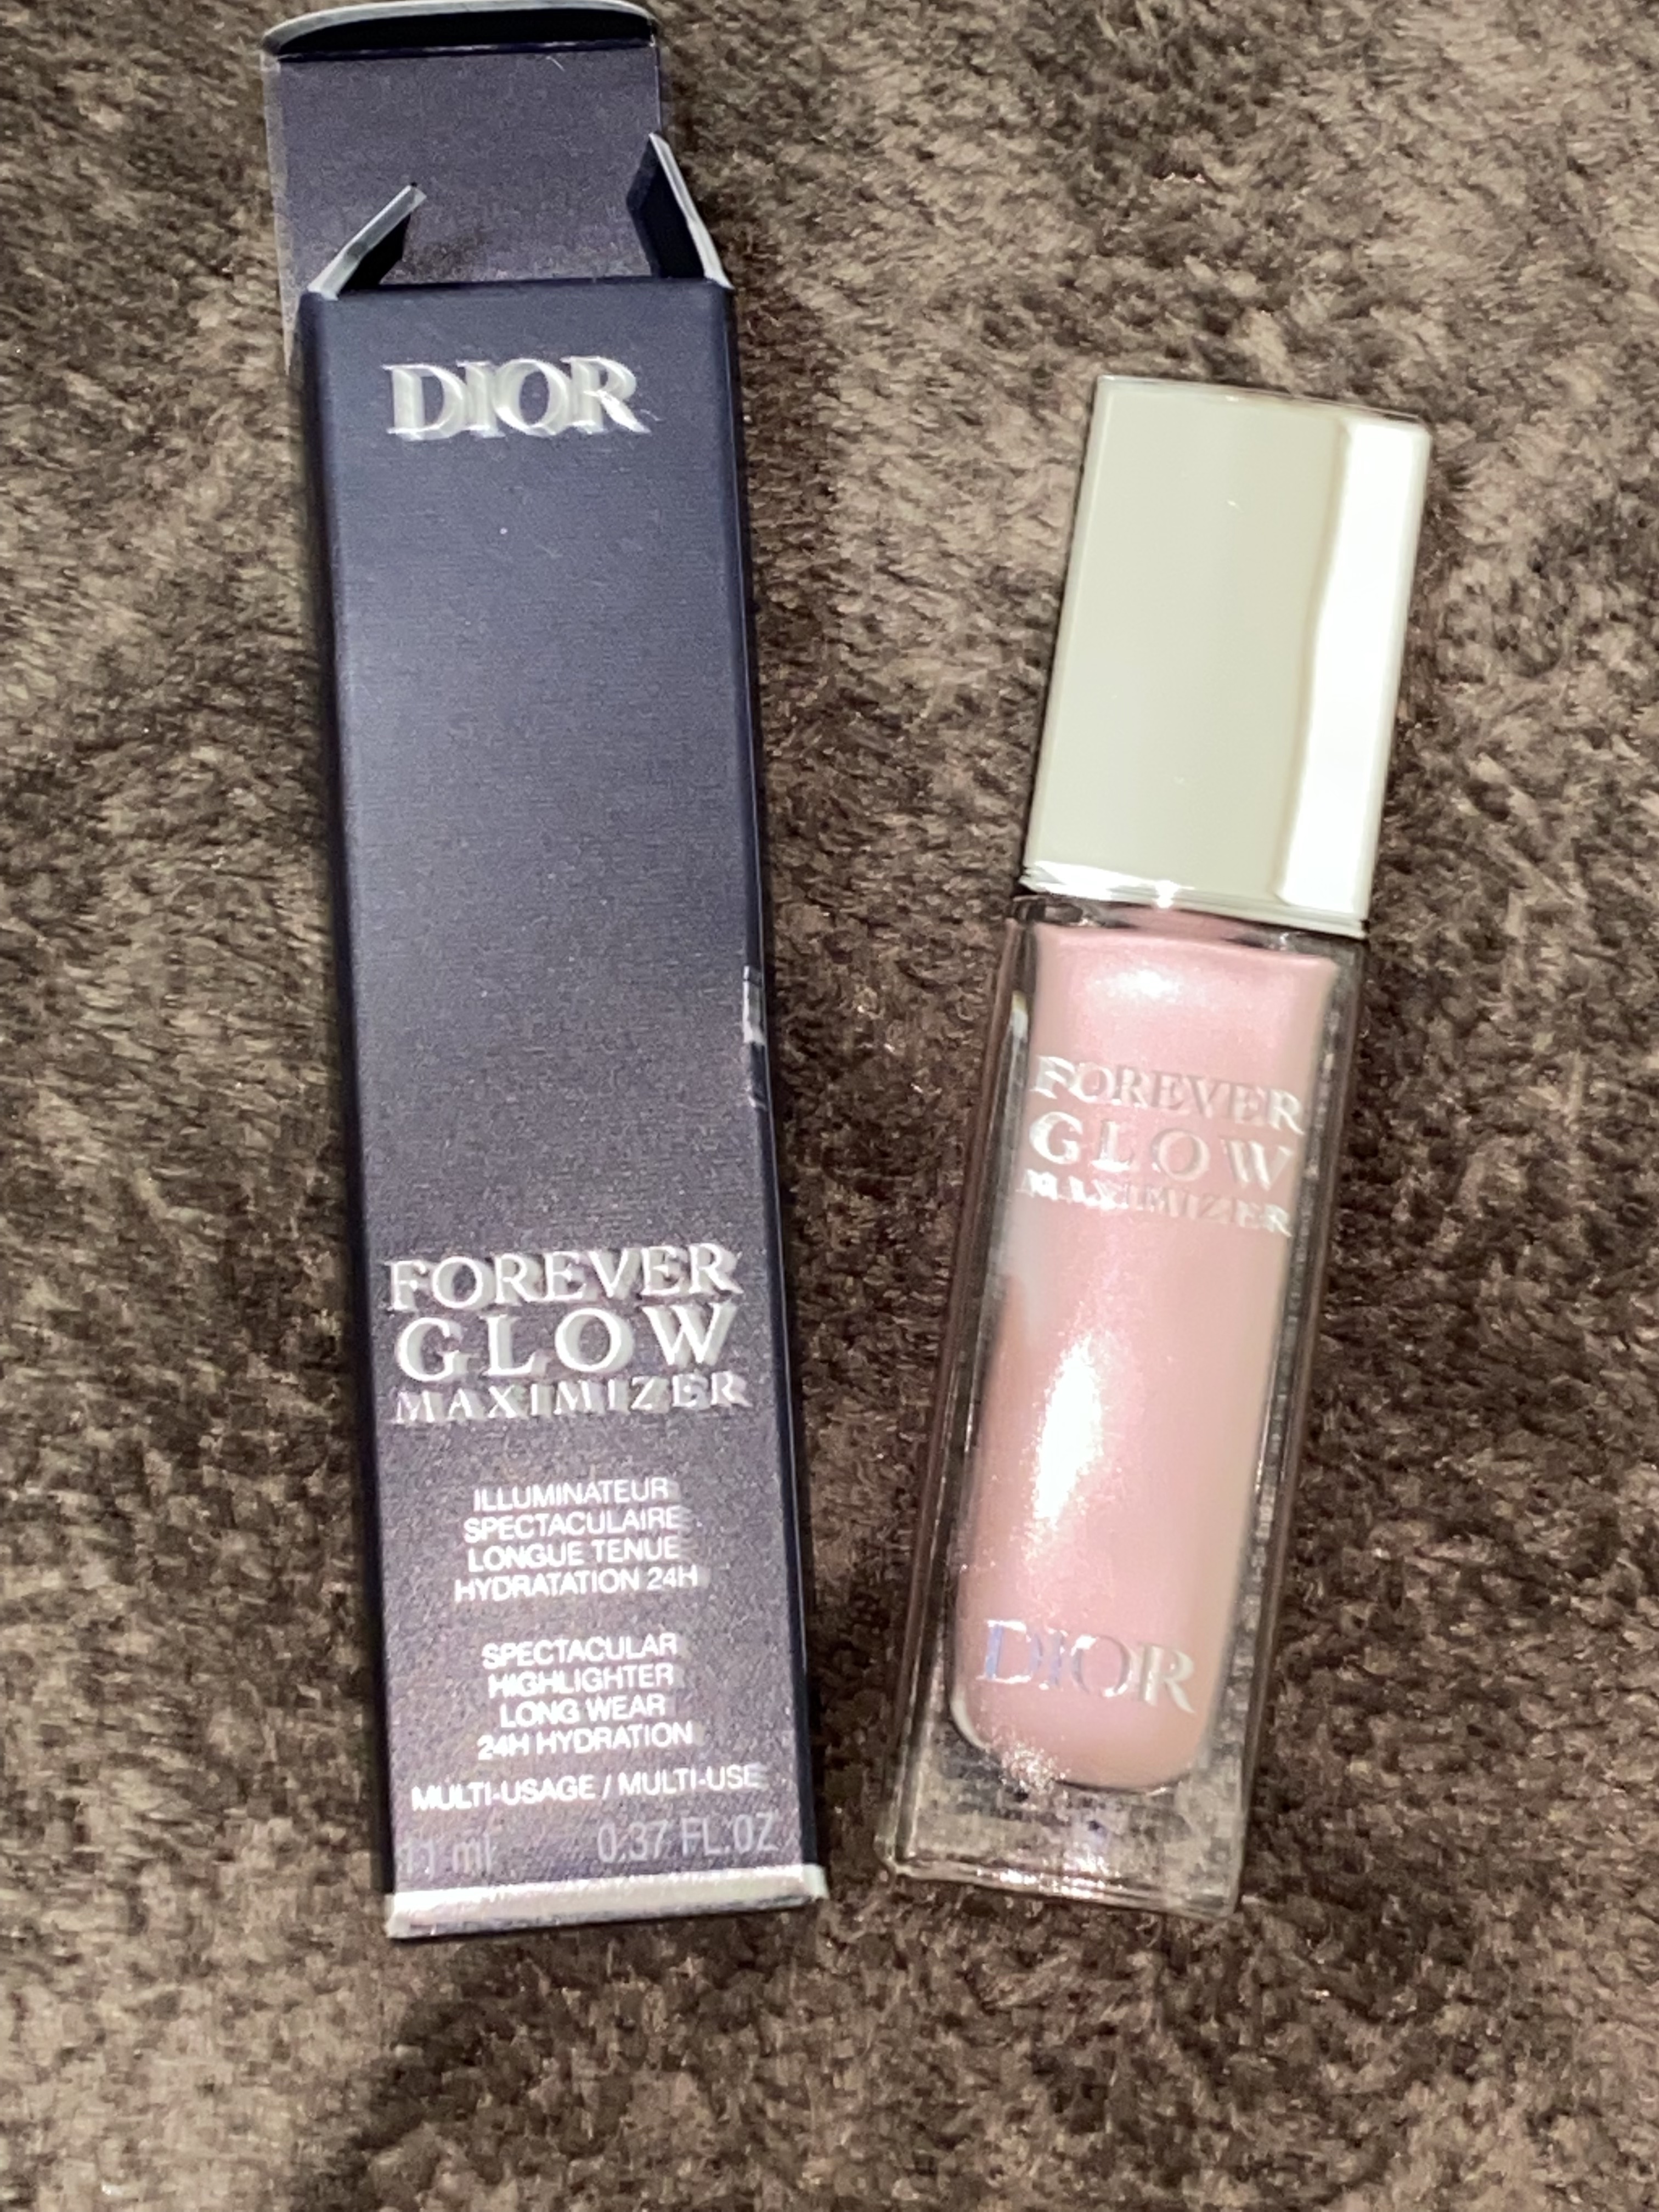 DIOR
FOREVER
GLOW
MAXIMIZER
ILLUMINATEUR
SPECTACULAIRE
LONGUE TENUE
HYDRATATION 24H
SPECTACULAR
HIGHLIGHTER
LONG WEAR
24H HYDRATION
MULTI-USAGE / MULTI-USE
11 ml 0.37 FL.OZ
FOREVER
GLOW
MAXIMIZER
DIOR